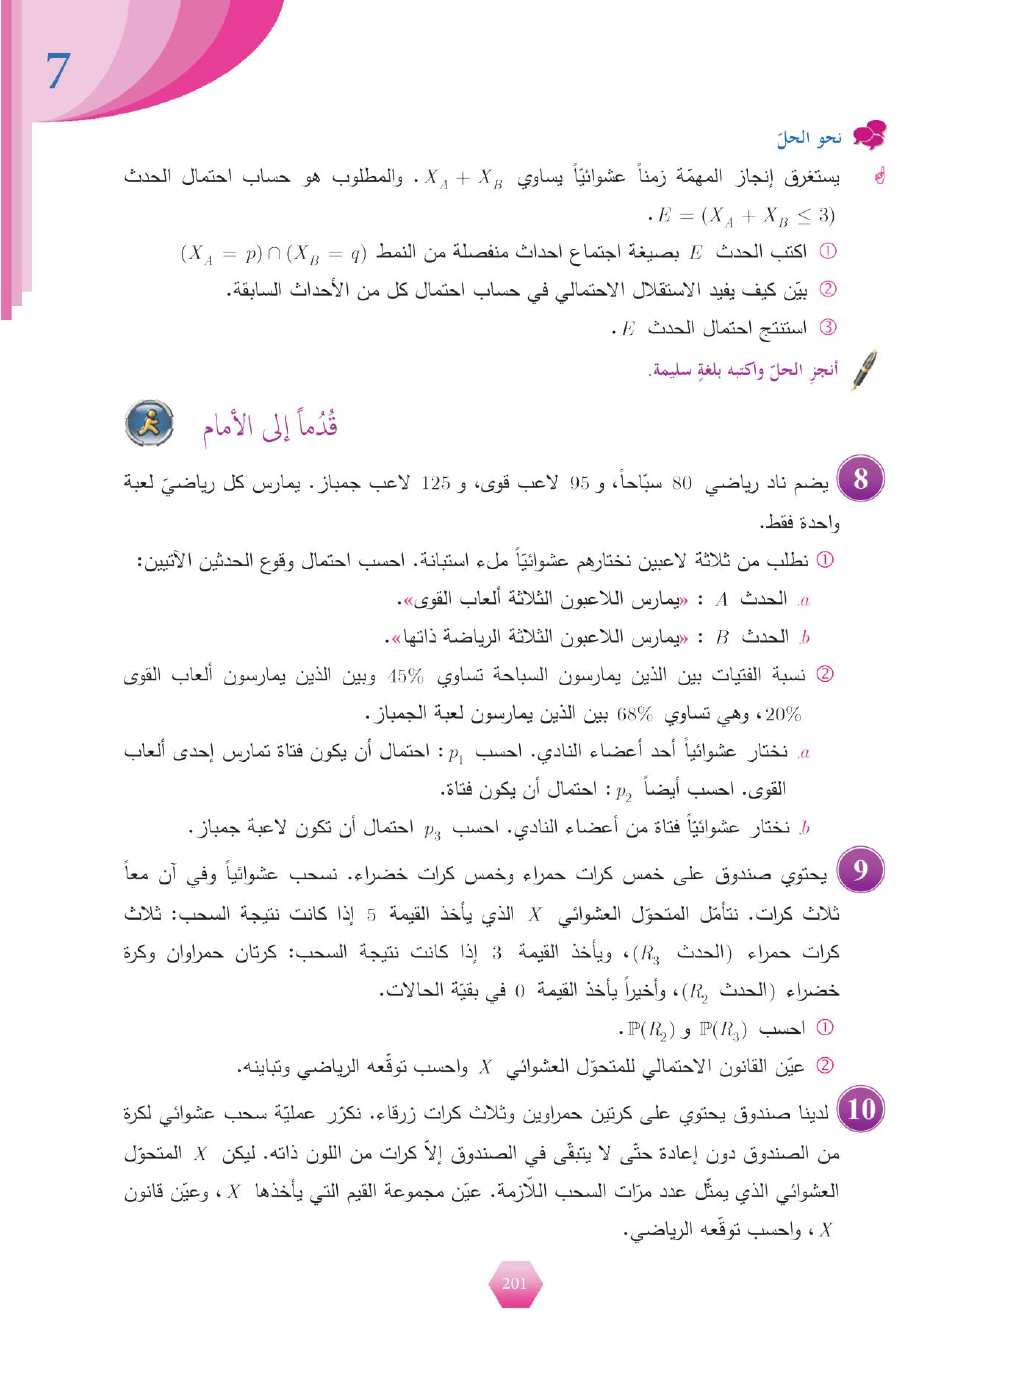 7
نحو الحلّ
يستغرق إنجاز المهمّة زمناً عشوائيّاً يساوي X_A + X_B . والمطلوب هو حساب احتمال الحدث
E = (X_A + X_B ≤ 3) .
① اكتب الحدث E بصيغة اجتماع احداث منفصلة من النمط (X_A = p) ∩ (X_B = q)
② بيّن كيف يفيد الاستقلال الاحتمالي في حساب احتمال كل من الأحداث السابقة.
③ استنتج احتمال الحدث E .
أنجز الحلّ واكتبه بلغةٍ سليمة.
قُدُماً إلى الأمام
8 يضم ناد رياضي 80 سبّاحاً، و 95 لاعب قوى، و 125 لاعب جمباز. يمارس كل رياضيّ لعبة
واحدة فقط.
① نطلب من ثلاثة لاعبين نختارهم عشوائيّاً ملء استبانة. احسب احتمال وقوع الحدثين الآتيين:
a. الحدث A : «يمارس اللاعبون الثلاثة ألعاب القوى».
b. الحدث B : «يمارس اللاعبون الثلاثة الرياضة ذاتها».
② نسبة الفتيات بين الذين يمارسون السباحة تساوي 45% وبين الذين يمارسون ألعاب القوى
20%، وهي تساوي 68% بين الذين يمارسون لعبة الجمباز.
a. نختار عشوائياً أحد أعضاء النادي. احسب p_1 : احتمال أن يكون فتاة تمارس إحدى ألعاب
القوى. احسب أيضاً p_2 : احتمال أن يكون فتاة.
b. نختار عشوائيّاً فتاة من أعضاء النادي. احسب p_3 احتمال أن تكون لاعبة جمباز.
9 يحتوي صندوق على خمس كرات حمراء وخمس كرات خضراء. نسحب عشوائياً وفي آن معاً
ثلاث كرات. نتأمّل المتحوّل العشوائي X الذي يأخذ القيمة 5 إذا كانت نتيجة السحب: ثلاث
كرات حمراء (الحدث R_3)، ويأخذ القيمة 3 إذا كانت نتيجة السحب: كرتان حمراوان وكرة
خضراء (الحدث R_2)، وأخيراً يأخذ القيمة 0 في بقيّة الحالات.
① احسب ℙ(R_3) و ℙ(R_2) .
② عيّن القانون الاحتمالي للمتحوّل العشوائي X واحسب توقّعه الرياضي وتباينه.
10 لدينا صندوق يحتوي على كرتين حمراوين وثلاث كرات زرقاء. نكرّر عمليّة سحب عشوائي لكرة
من الصندوق دون إعادة حتّى لا يتبقّى في الصندوق إلاّ كرات من اللون ذاته. ليكن X المتحوّل
العشوائي الذي يمثّل عدد مرّات السحب اللّازمة. عيّن مجموعة القيم التي يأخذها X ، وعيّن قانون
X ، واحسب توقّعه الرياضي.
201